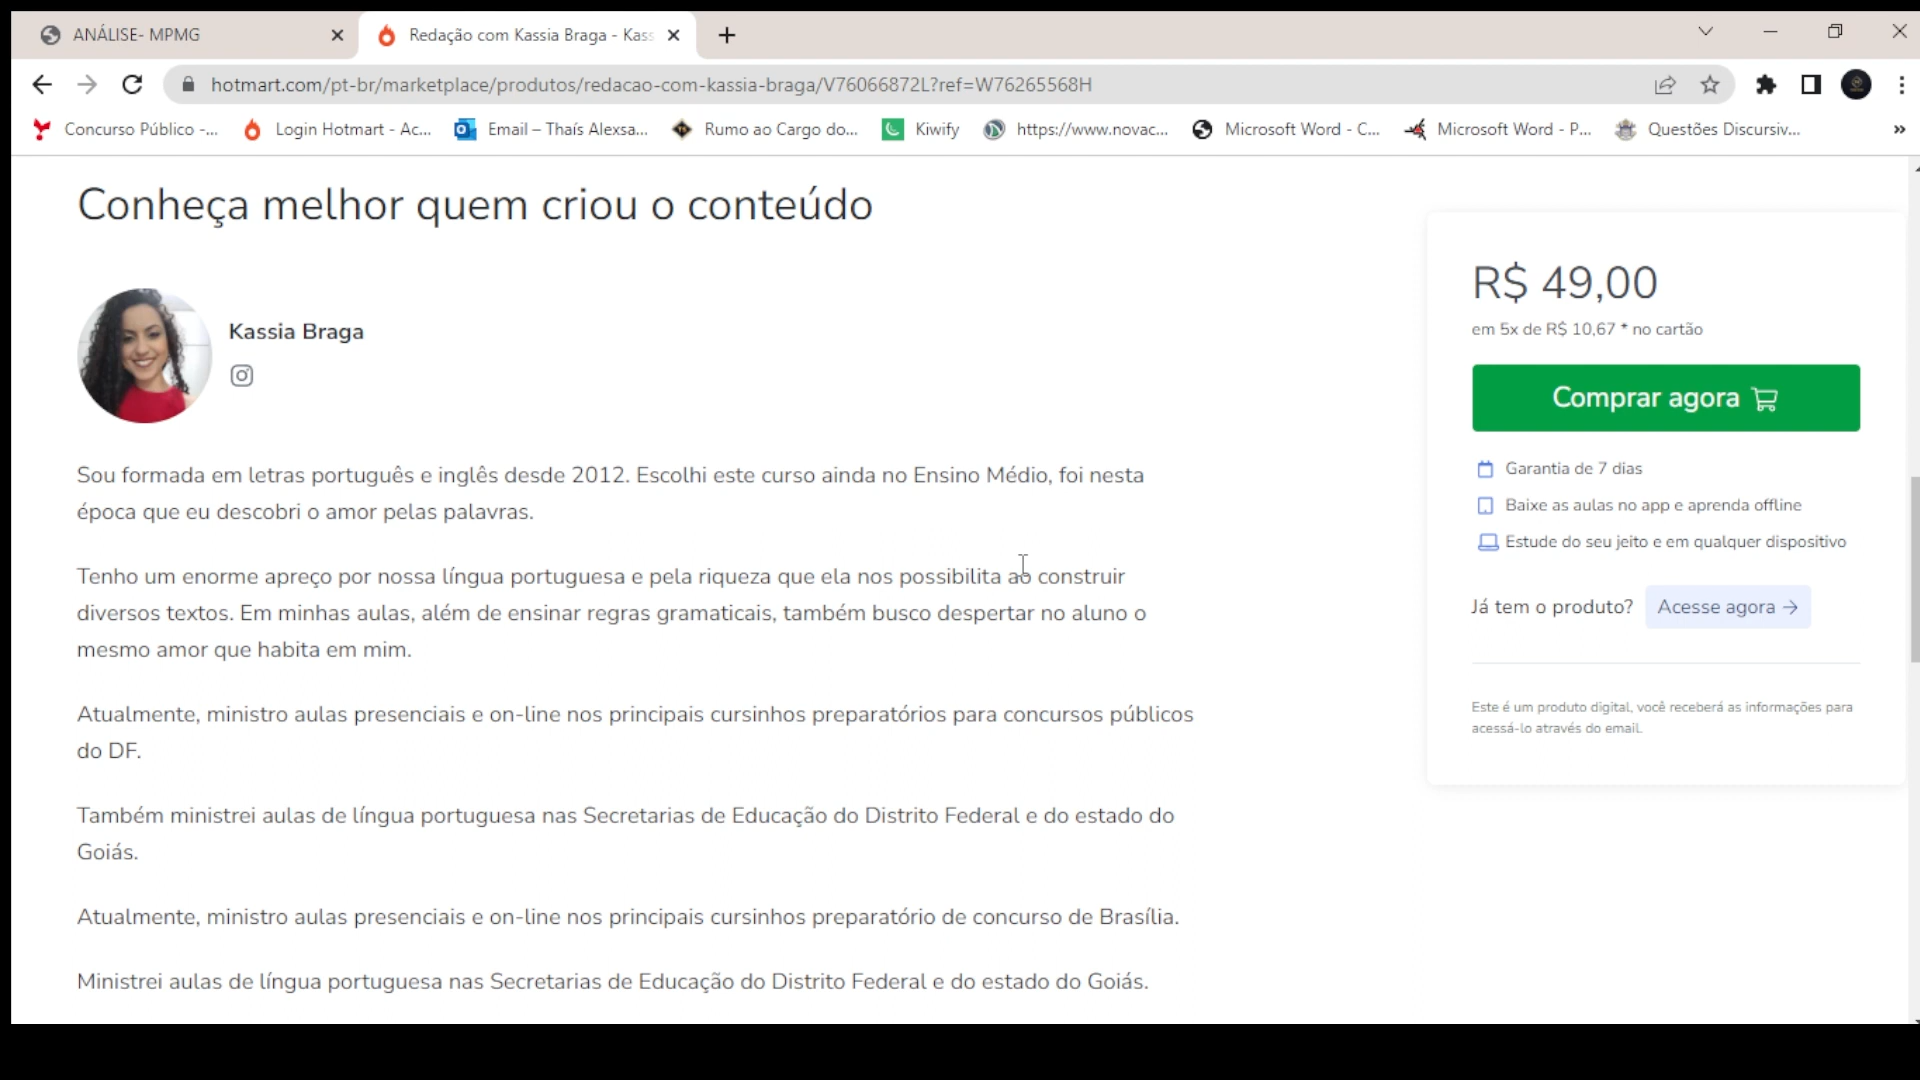 ANÁLISE- MPMG
Redação com Kassia Braga - Kass
hotmart.com/pt-br/marketplace/produtos/redacao-com-kassia-braga/V76066872L?ref=W76265568H
Concurso Público -...
Login Hotmart - Ac...
Email – Thaís Alexsa...
Rumo ao Cargo do...
Kiwify
https://www.novac...
Microsoft Word - C...
Microsoft Word - P...
Questões Discursiv...
»
Conheça melhor quem criou o conteúdo
Kassia Braga
Sou formada em letras português e inglês desde 2012. Escolhi este curso ainda no Ensino Médio, foi nesta
época que eu descobri o amor pelas palavras.
Tenho um enorme apreço por nossa língua portuguesa e pela riqueza que ela nos possibilita ao construir
diversos textos. Em minhas aulas, além de ensinar regras gramaticais, também busco despertar no aluno o
mesmo amor que habita em mim.
Atualmente, ministro aulas presenciais e on-line nos principais cursinhos preparatórios para concursos públicos
do DF.
Também ministrei aulas de língua portuguesa nas Secretarias de Educação do Distrito Federal e do estado do
Goiás.
Atualmente, ministro aulas presenciais e on-line nos principais cursinhos preparatório de concurso de Brasília.
Ministrei aulas de língua portuguesa nas Secretarias de Educação do Distrito Federal e do estado do Goiás.
R$ 49,00
em 5x de R$ 10,67 * no cartão
Comprar agora
Garantia de 7 dias
Baixe as aulas no app e aprenda offline
Estude do seu jeito e em qualquer dispositivo
Já tem o produto? Acesse agora →
Este é um produto digital, você receberá as informações para
acessá-lo através do email.